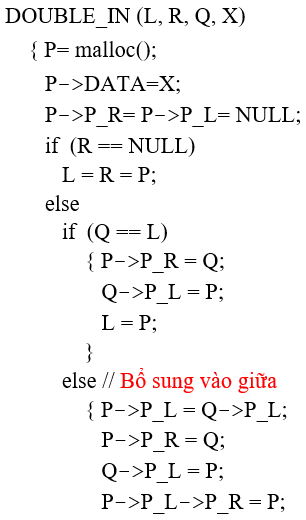 DOUBLE_IN (L, R, Q, X)
{ P= malloc();
P->DATA=X;
P->P_R= P->P_L= NULL;
if (R == NULL)
L = R = P;
else
if (Q == L)
{ P->P_R = Q;
Q->P_L = P;
L = P;
}
else // Bổ sung vào giữa
{ P->P_L = Q->P_L;
P->P_R = Q;
Q->P_L = P;
P->P_L->P_R = P;